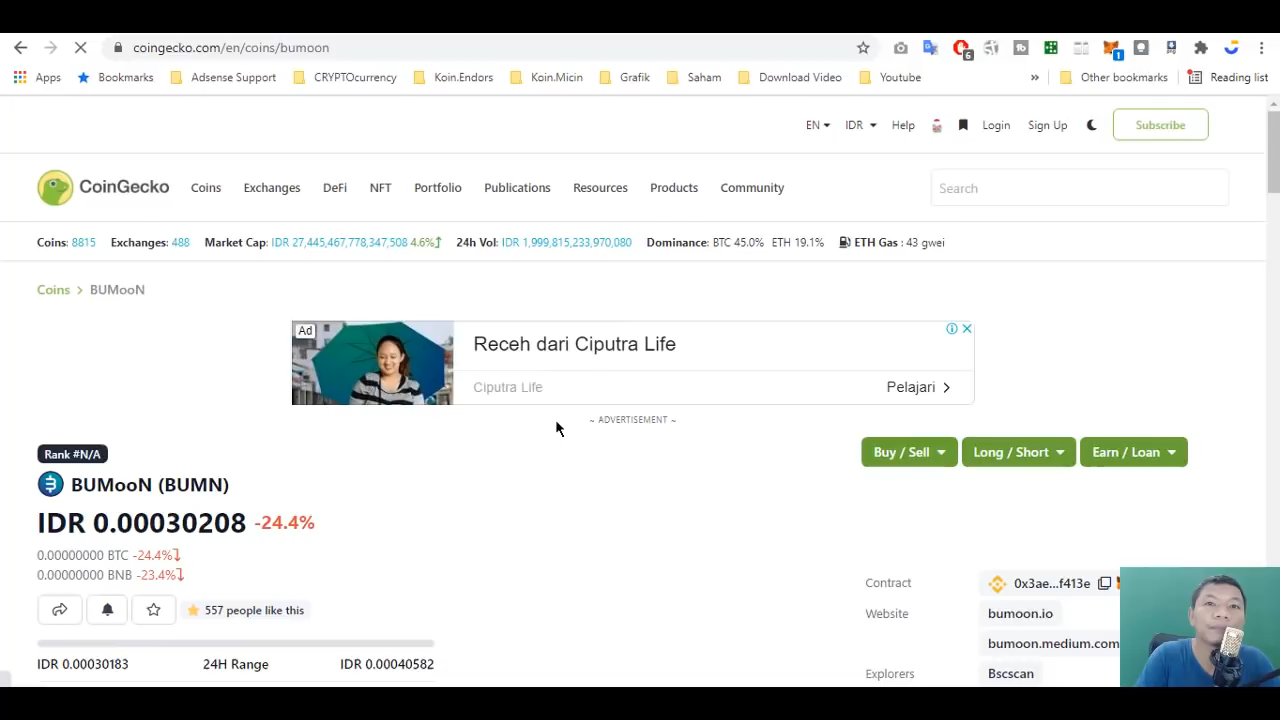 coingecko.com/en/coins/bumoon
6
1
Apps Bookmarks Adsense Support CRYPTOcurrency Koin.Endors Koin.Micin Grafik Saham Download Video Youtube » Other bookmarks Reading list
EN IDR Help Login Sign Up Subscribe
CoinGecko Coins Exchanges DeFi NFT Portfolio Publications Resources Products Community Search
Coins: 8815 Exchanges: 488 Market Cap: IDR 27,445,467,778,347,508 4.6% 24h Vol: IDR 1,999,815,233,970,080 Dominance: BTC 45.0% ETH 19.1% ETH Gas : 43 gwei
Coins > BUMooN
Ad
Receh dari Ciputra Life
Ciputra Life Pelajari
~ ADVERTISEMENT ~
Rank #N/A
Buy / Sell Long / Short Earn / Loan
BUMooN (BUMN)
IDR 0.00030208 -24.4%
0.00000000 BTC -24.4%
0.00000000 BNB -23.4%
Contract 0x3ae...f413e
557 people like this
Website bumoon.io
bumoon.medium.com
IDR 0.00030183 24H Range IDR 0.00040582
Explorers Bscscan